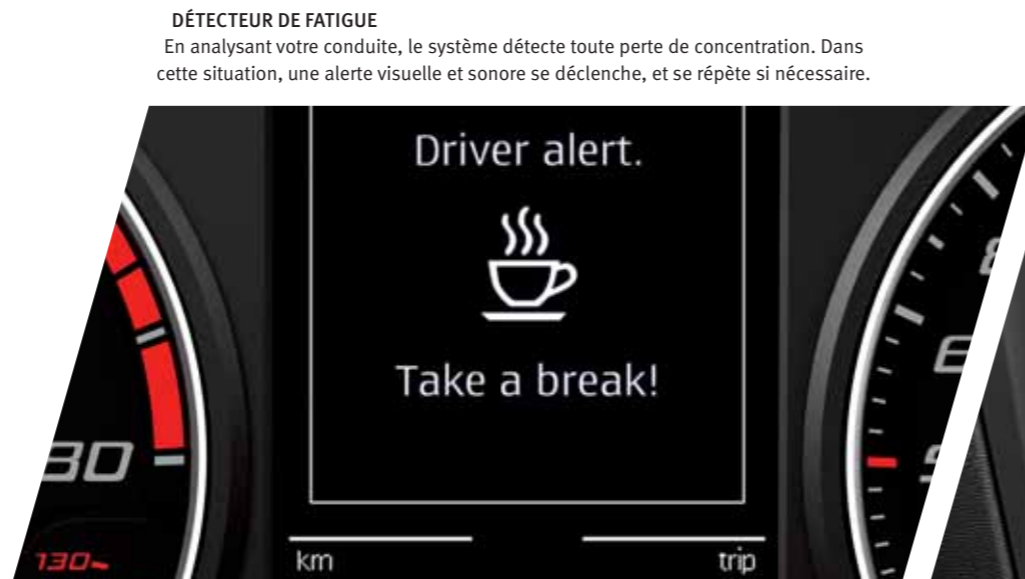 DÉTECTEUR DE FATIGUE
En analysant votre conduite, le système détecte toute perte de concentration. Dans
cette situation, une alerte visuelle et sonore se déclenche, et se répète si nécessaire.
Driver alert.
Take a break!
130
km
trip